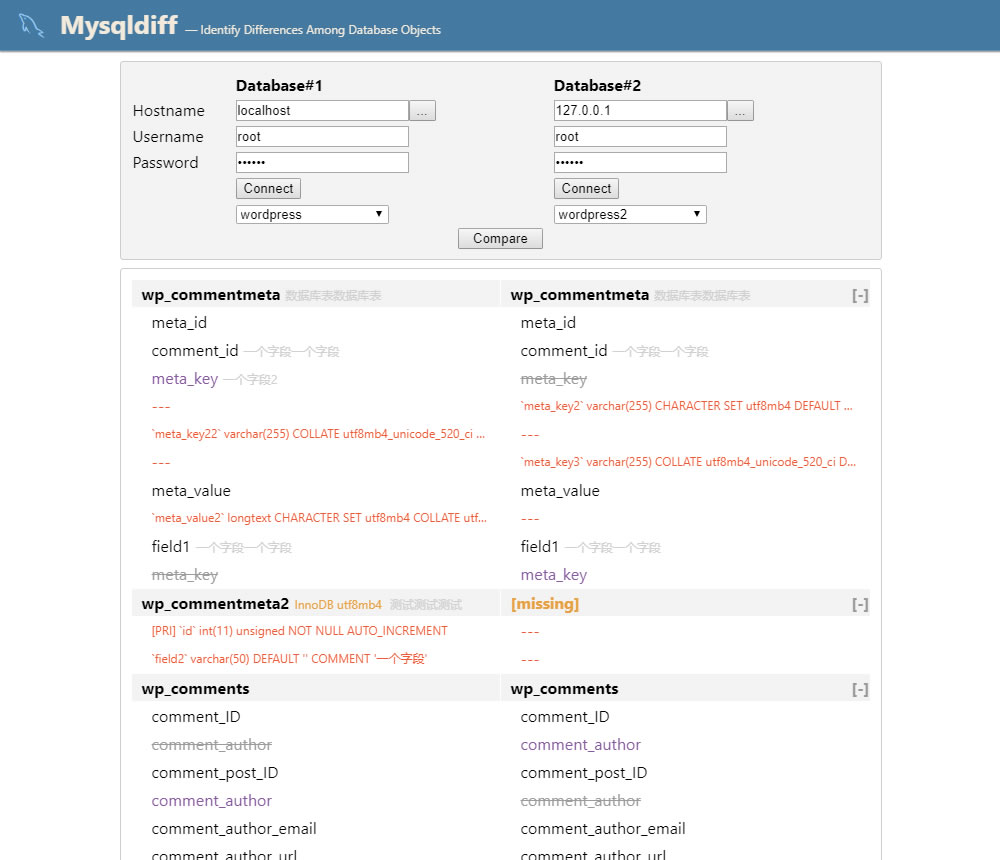 Mysqldiff — Identify Differences Among Database Objects
Database#1 Database#2
Hostname localhost ... 127.0.0.1 ...
Username root root
Password •••••• ••••••
Connect Connect
wordpress ▼ wordpress2 ▼
Compare
wp_commentmeta 数据库表数据库表 wp_commentmeta 数据库表数据库表 [-]
meta_id meta_id
comment_id 一个字段一个字段 comment_id 一个字段一个字段
meta_key 一个字段2 meta_key
--- `meta_key2` varchar(255) CHARACTER SET utf8mb4 DEFAULT ...
`meta_key22` varchar(255) COLLATE utf8mb4_unicode_520_ci ... ---
--- `meta_key3` varchar(255) COLLATE utf8mb4_unicode_520_ci D...
meta_value meta_value
`meta_value2` longtext CHARACTER SET utf8mb4 COLLATE utf... ---
field1 一个字段一个字段 field1 一个字段一个字段
meta_key meta_key
wp_commentmeta2 InnoDB utf8mb4 测试测试测试 [missing] [-]
[PRI] `id` int(11) unsigned NOT NULL AUTO_INCREMENT ---
`field2` varchar(50) DEFAULT '' COMMENT '一个字段' ---
wp_comments wp_comments [-]
comment_ID comment_ID
comment_author comment_author
comment_post_ID comment_post_ID
comment_author comment_author
comment_author_email comment_author_email
comment_author_url comment_author_url